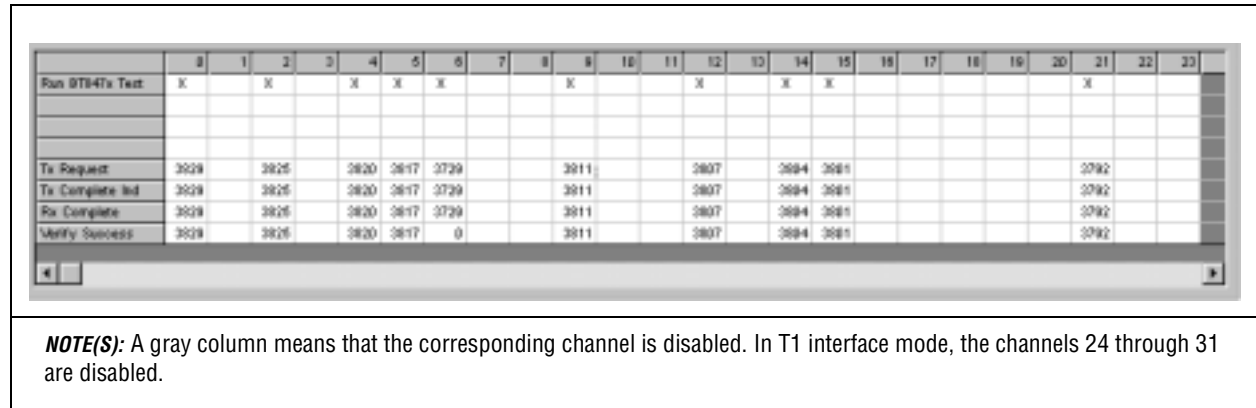 0 1 2 3 4 5 6 7 8 9 10 11 12 13 14 15 16 17 18 19 20 21 22 23
Run BT847x Test X X X X X X X X X X
Tx Request 3829 3825 3820 3817 3739 3811 3807 3804 3801 3792
Tx Complete Ind 3829 3825 3820 3817 3739 3811 3807 3804 3801 3792
Rx Complete 3829 3825 3820 3817 3739 3811 3807 3804 3801 3792
Verify Success 3829 3825 3820 3817 0 3811 3807 3804 3801 3792
NOTE(S): A gray column means that the corresponding channel is disabled. In T1 interface mode, the channels 24 through 31
are disabled.